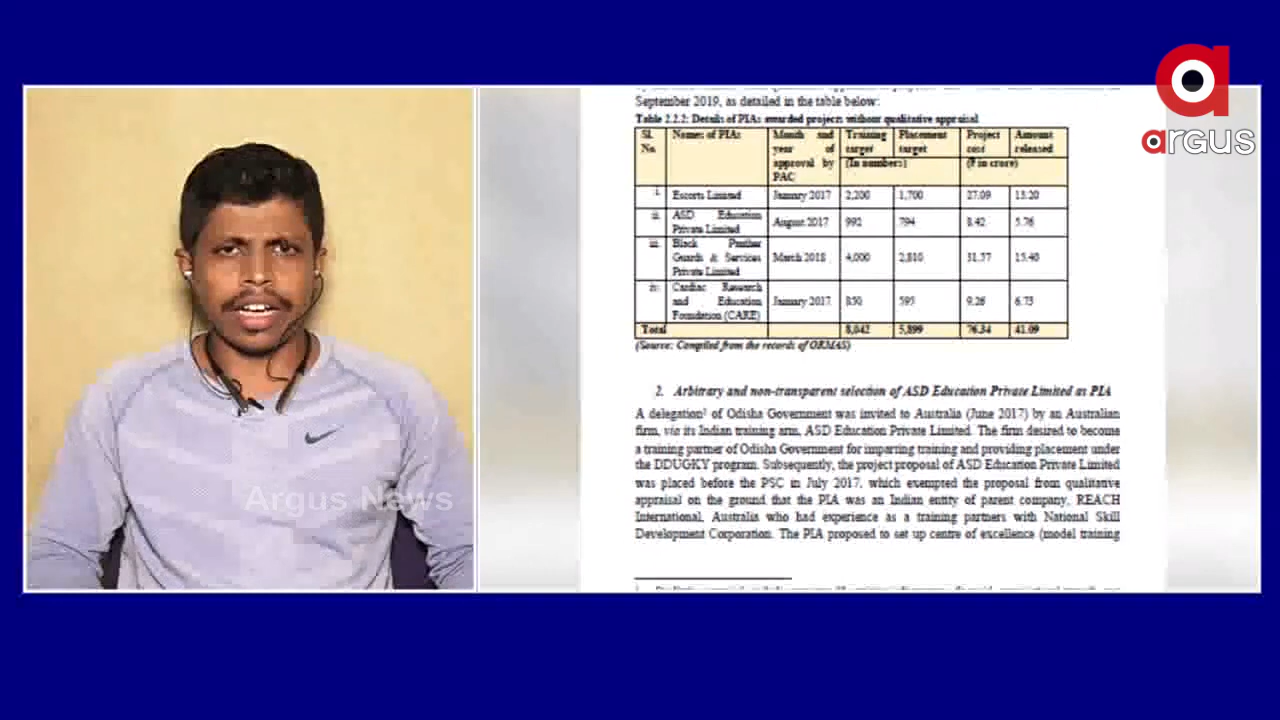 argus
Argus News
September 2019, as detailed in the table below:
Table 2.2.2: Details of PIAs awarded projects without qualitative appraisal
Sl. No Names of PIAs Month and year of approval by PAC Training target Placement target Project cost Amount released
(In numbers) (₹ in crore)
i. Escorts Limited January 2017 2,200 1,700 27.09 13.20
ii. ASD Education Private Limited August 2017 992 794 8.42 5.76
iii. Black Panther Guards & Services Private Limited March 2018 4,000 2,810 31.57 15.40
iv. Cardiac Research and Education Foundation (CARE) January 2017 850 595 9.26 6.73
Total 8,042 5,899 76.34 41.09
(Source: Compiled from the records of ORMAS)
2. Arbitrary and non-transparent selection of ASD Education Private Limited as PIA
A delegation of Odisha Government was invited to Australia (June 2017) by an Australian
firm, via its Indian training arm, ASD Education Private Limited. The firm desired to become
a training partner of Odisha Government for imparting training and providing placement under
the DDUGKY program. Subsequently, the project proposal of ASD Education Private Limited
was placed before the PSC in July 2017, which exempted the proposal from qualitative
appraisal on the ground that the PIA was an Indian entity of parent company, REACH
International, Australia who had experience as a training partners with National Skill
Development Corporation. The PIA proposed to set up centre of excellence (model training